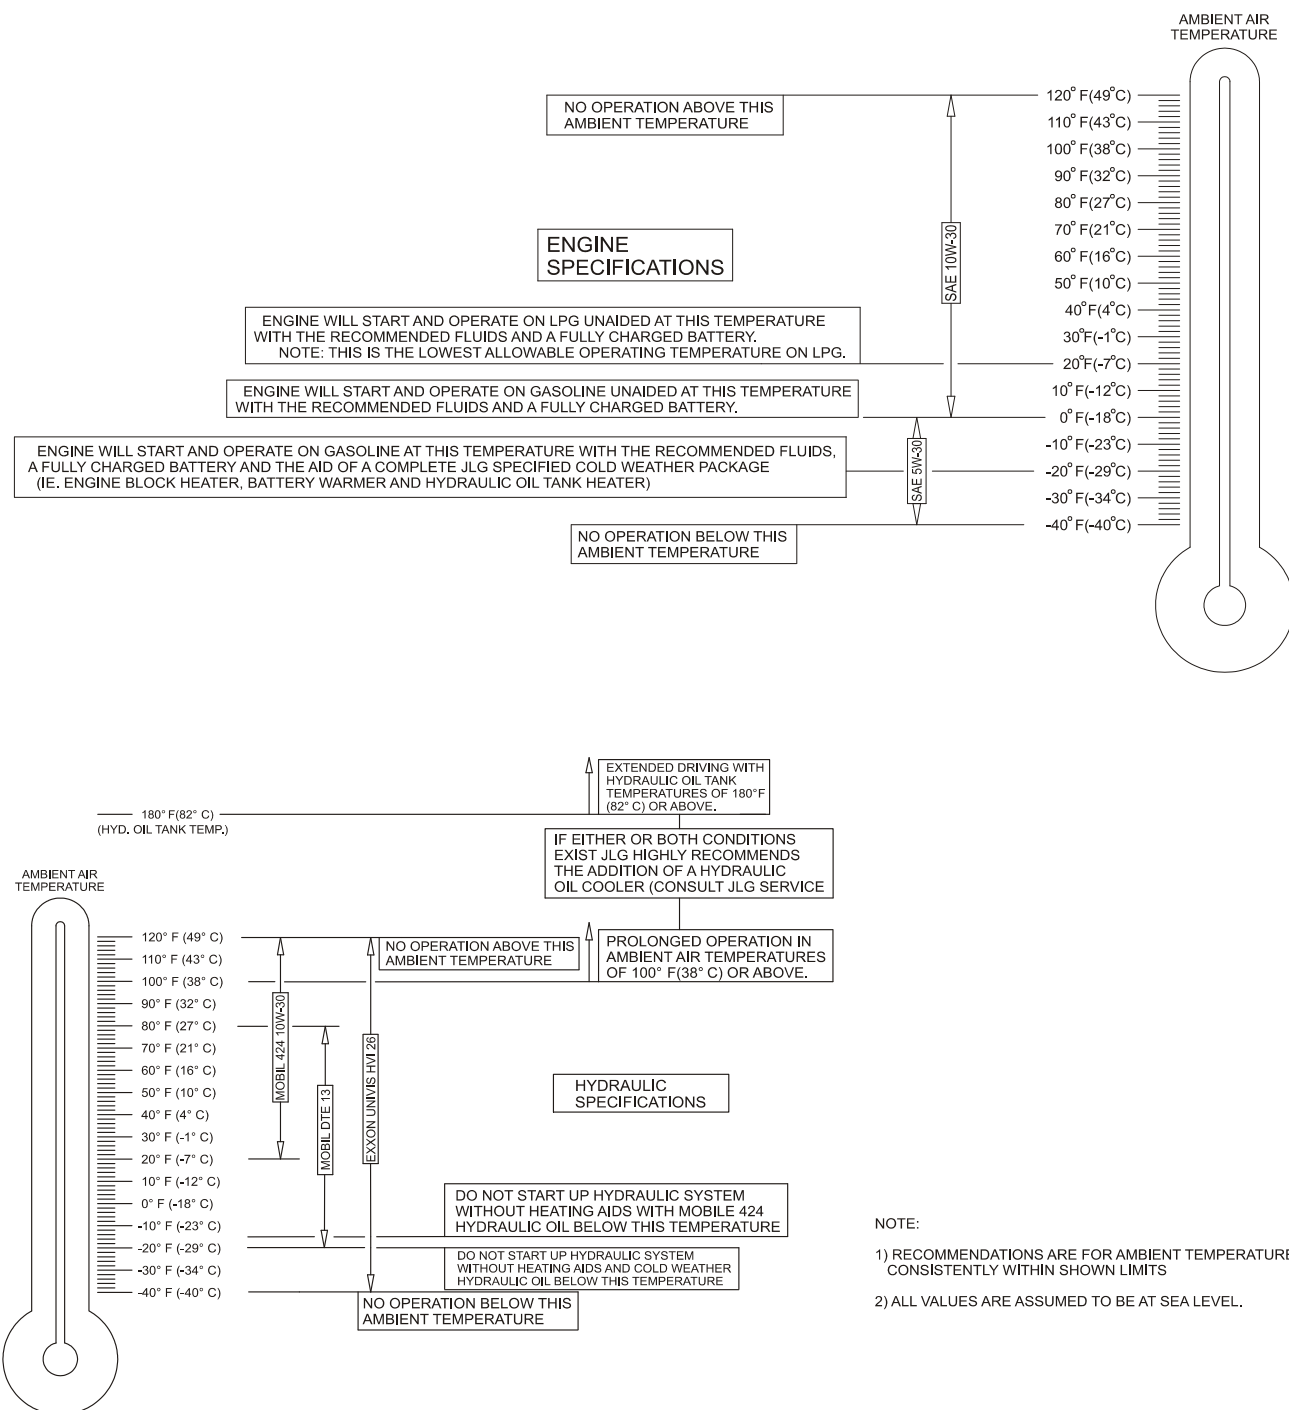 AMBIENT AIR
TEMPERATURE
NO OPERATION ABOVE THIS
AMBIENT TEMPERATURE
120° F(49°C)
110° F(43°C)
100° F(38°C)
90° F(32°C)
80° F(27°C)
70° F(21°C)
60° F(16°C)
50° F(10°C)
40°F(4°C)
30°F(-1°C)
20°F(-7°C)
10° F(-12°C)
0° F(-18°C)
-10° F(-23°C)
-20° F(-29°C)
-30° F(-34°C)
-40° F(-40°C)
SAE 10W-30
SAE 5W-30
ENGINE
SPECIFICATIONS
ENGINE WILL START AND OPERATE ON LPG UNAIDED AT THIS TEMPERATURE
WITH THE RECOMMENDED FLUIDS AND A FULLY CHARGED BATTERY.
NOTE: THIS IS THE LOWEST ALLOWABLE OPERATING TEMPERATURE ON LPG.
ENGINE WILL START AND OPERATE ON GASOLINE UNAIDED AT THIS TEMPERATURE
WITH THE RECOMMENDED FLUIDS AND A FULLY CHARGED BATTERY.
ENGINE WILL START AND OPERATE ON GASOLINE AT THIS TEMPERATURE WITH THE RECOMMENDED FLUIDS,
A FULLY CHARGED BATTERY AND THE AID OF A COMPLETE JLG SPECIFIED COLD WEATHER PACKAGE
(IE. ENGINE BLOCK HEATER, BATTERY WARMER AND HYDRAULIC OIL TANK HEATER)
NO OPERATION BELOW THIS
AMBIENT TEMPERATURE
EXTENDED DRIVING WITH
HYDRAULIC OIL TANK
TEMPERATURES OF 180°F
(82° C) OR ABOVE.
180° F(82° C)
(HYD. OIL TANK TEMP.)
IF EITHER OR BOTH CONDITIONS
EXIST JLG HIGHLY RECOMMENDS
THE ADDITION OF A HYDRAULIC
OIL COOLER (CONSULT JLG SERVICE
AMBIENT AIR
TEMPERATURE
PROLONGED OPERATION IN
AMBIENT AIR TEMPERATURES
OF 100° F(38° C) OR ABOVE.
NO OPERATION ABOVE THIS
AMBIENT TEMPERATURE
120° F (49° C)
110° F (43° C)
100° F (38° C)
90° F (32° C)
80° F (27° C)
70° F (21° C)
60° F (16° C)
50° F (10° C)
40° F (4° C)
30° F (-1° C)
20° F (-7° C)
10° F (-12° C)
0° F (-18° C)
-10° F (-23° C)
-20° F (-29° C)
-30° F (-34° C)
-40° F (-40° C)
MOBIL 424 10W-30
MOBIL DTE 13
EXXON UNIVIS HVI 26
HYDRAULIC
SPECIFICATIONS
DO NOT START UP HYDRAULIC SYSTEM
WITHOUT HEATING AIDS WITH MOBILE 424
HYDRAULIC OIL BELOW THIS TEMPERATURE
DO NOT START UP HYDRAULIC SYSTEM
WITHOUT HEATING AIDS AND COLD WEATHER
HYDRAULIC OIL BELOW THIS TEMPERATURE
NO OPERATION BELOW THIS
AMBIENT TEMPERATURE
NOTE:
1) RECOMMENDATIONS ARE FOR AMBIENT TEMPERATURE
CONSISTENTLY WITHIN SHOWN LIMITS
2) ALL VALUES ARE ASSUMED TO BE AT SEA LEVEL.